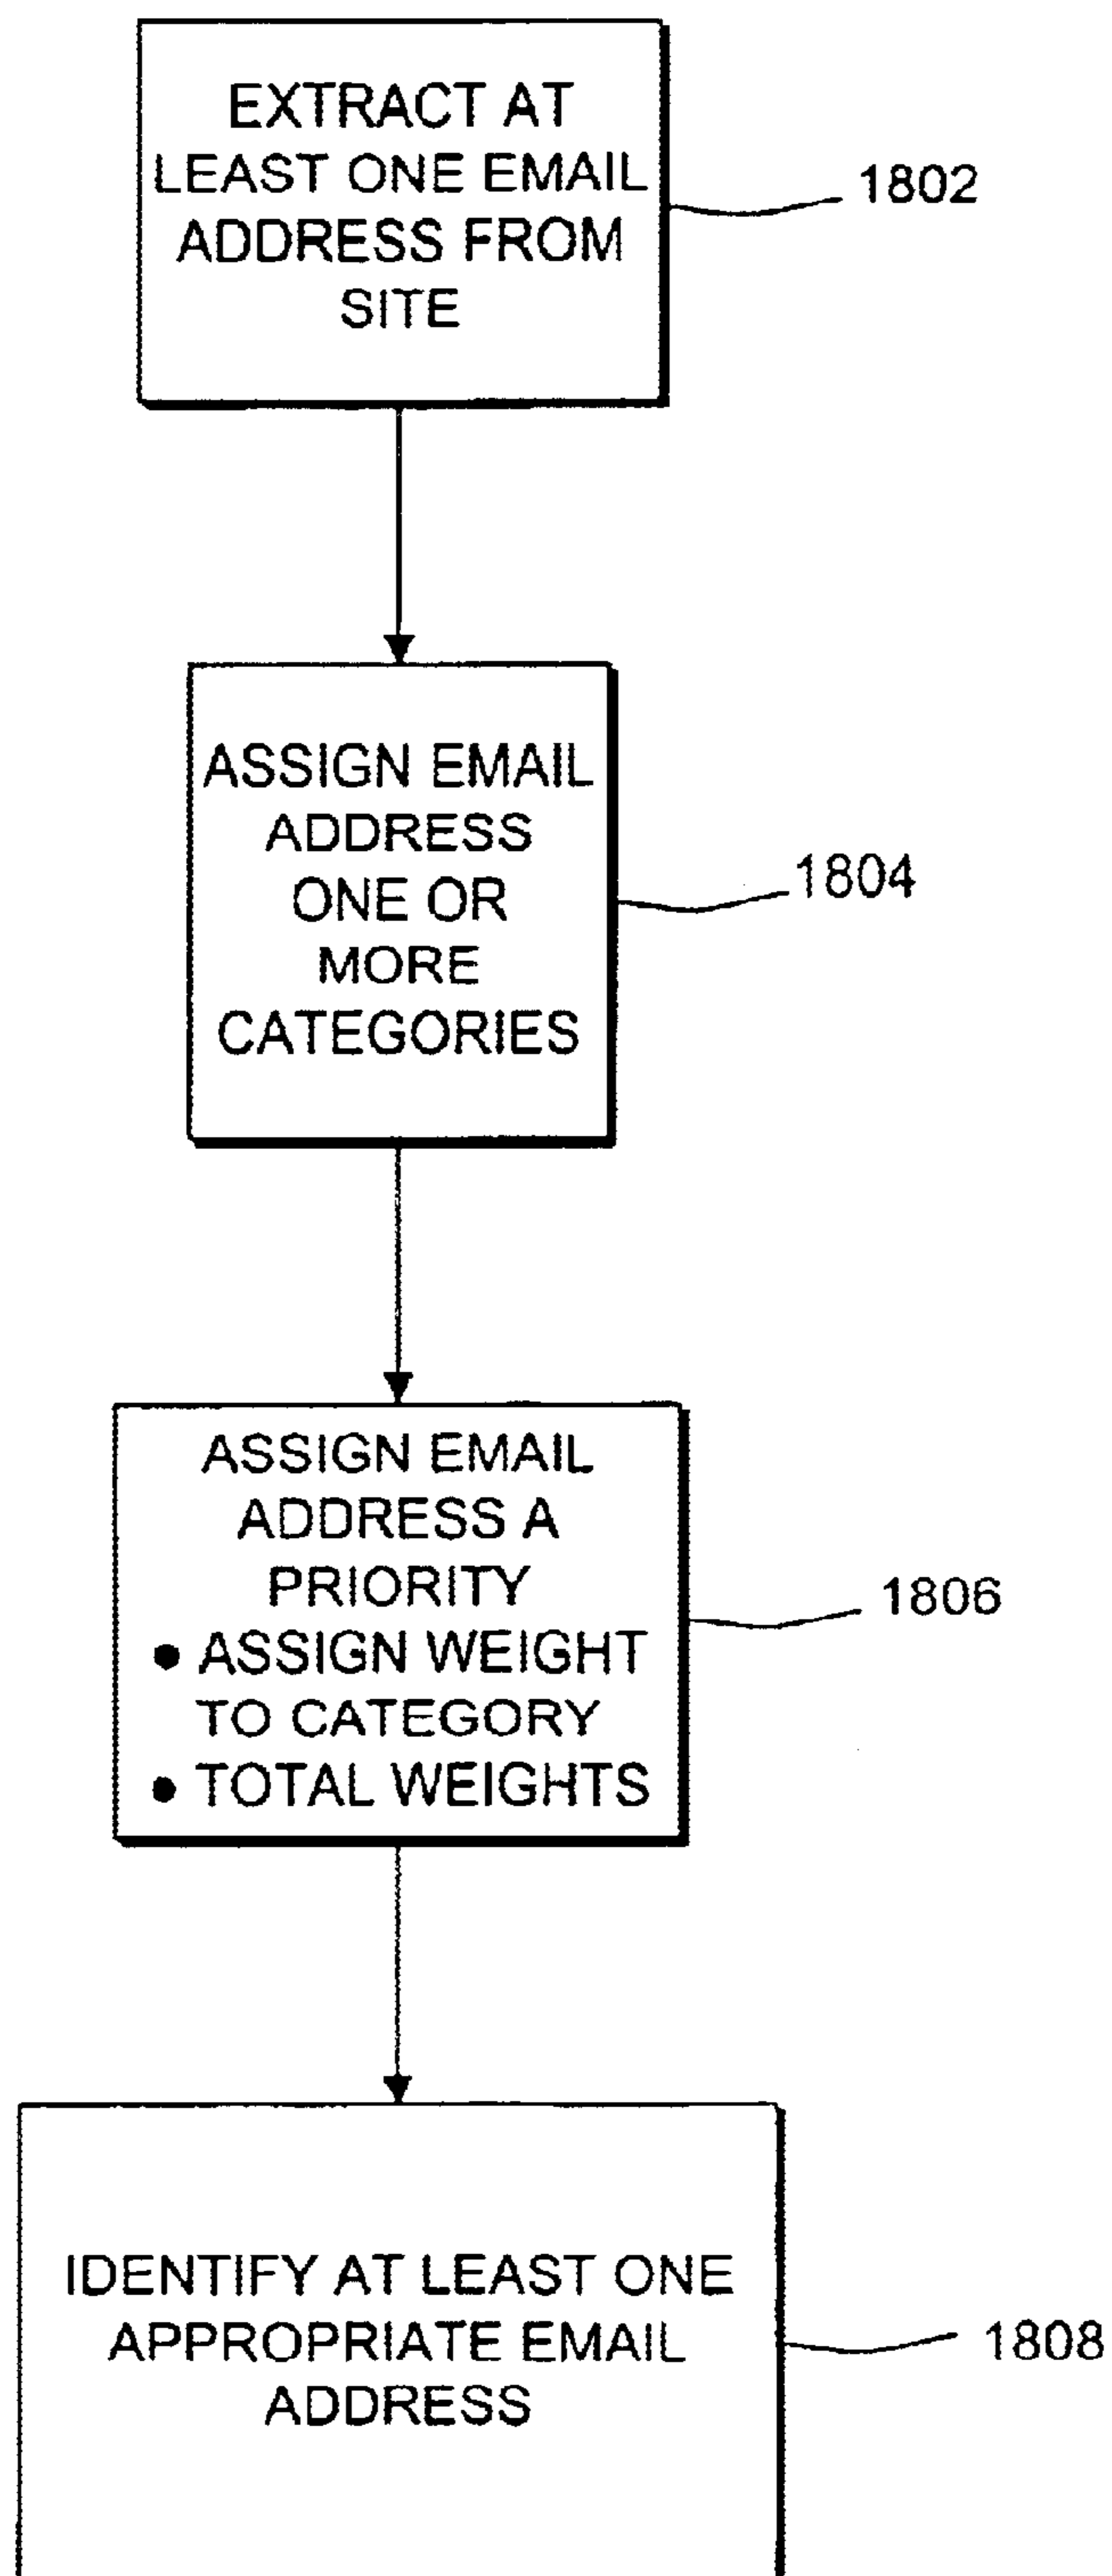 EXTRACT AT
LEAST ONE EMAIL
ADDRESS FROM
SITE
1802
ASSIGN EMAIL
ADDRESS
ONE OR
MORE
CATEGORIES
1804
ASSIGN EMAIL
ADDRESS A
PRIORITY
• ASSIGN WEIGHT
TO CATEGORY
• TOTAL WEIGHTS
1806
IDENTIFY AT LEAST ONE
APPROPRIATE EMAIL
ADDRESS
1808